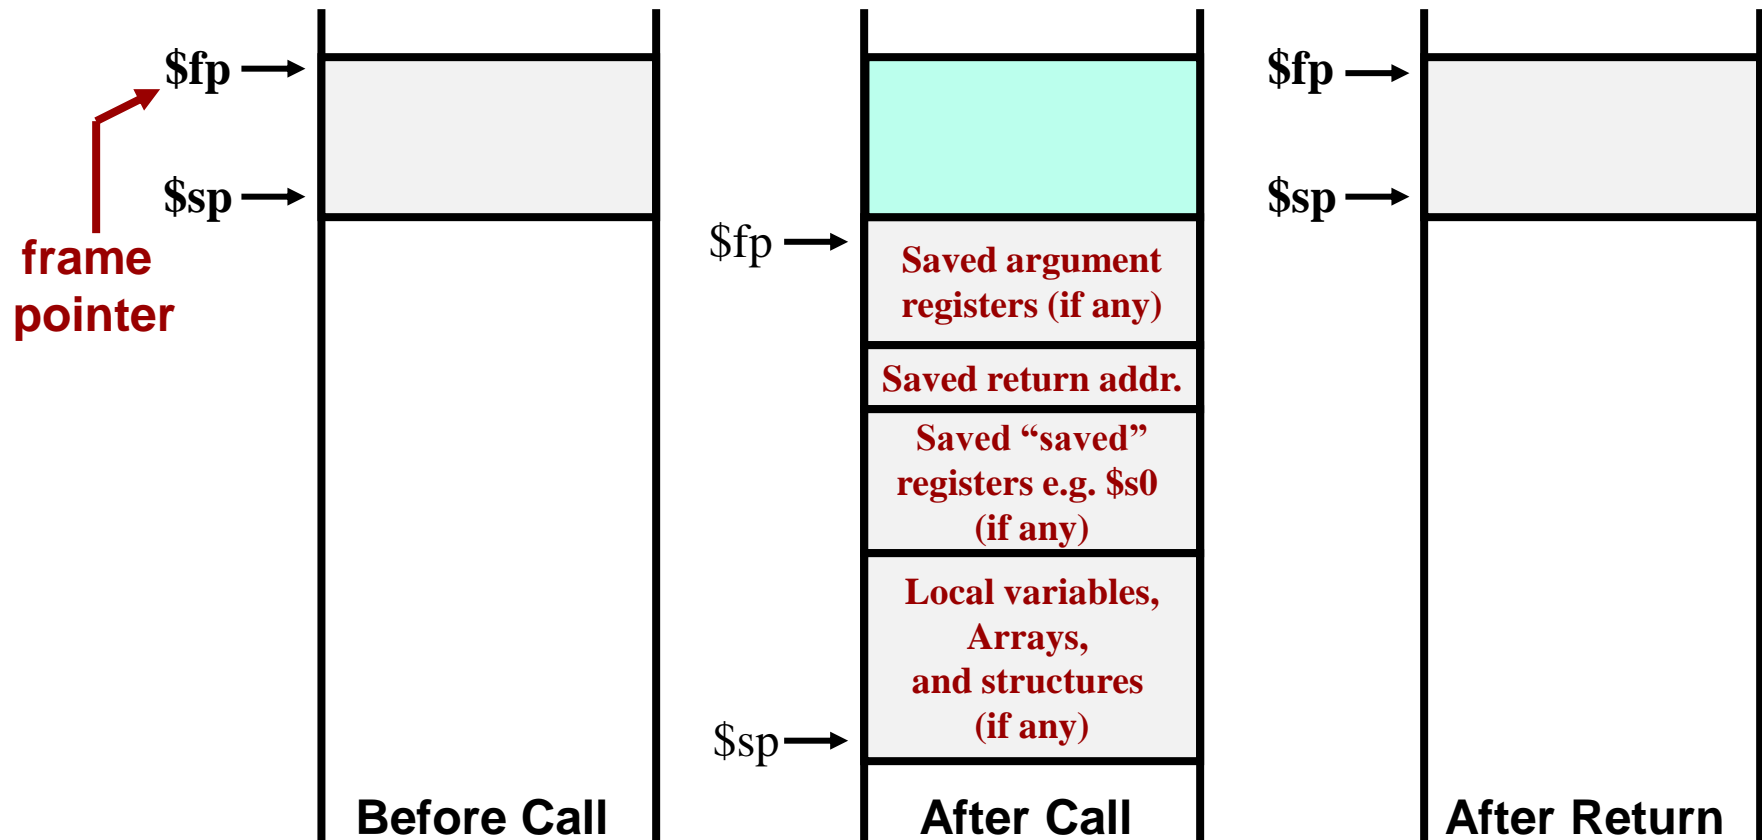 $fp
$sp
frame
pointer
Before Call
$fp
Saved argument
registers (if any)
Saved return addr.
Saved “saved”
registers e.g. $s0
(if any)
Local variables,
Arrays,
and structures
(if any)
$sp
After Call
$fp
$sp
After Return